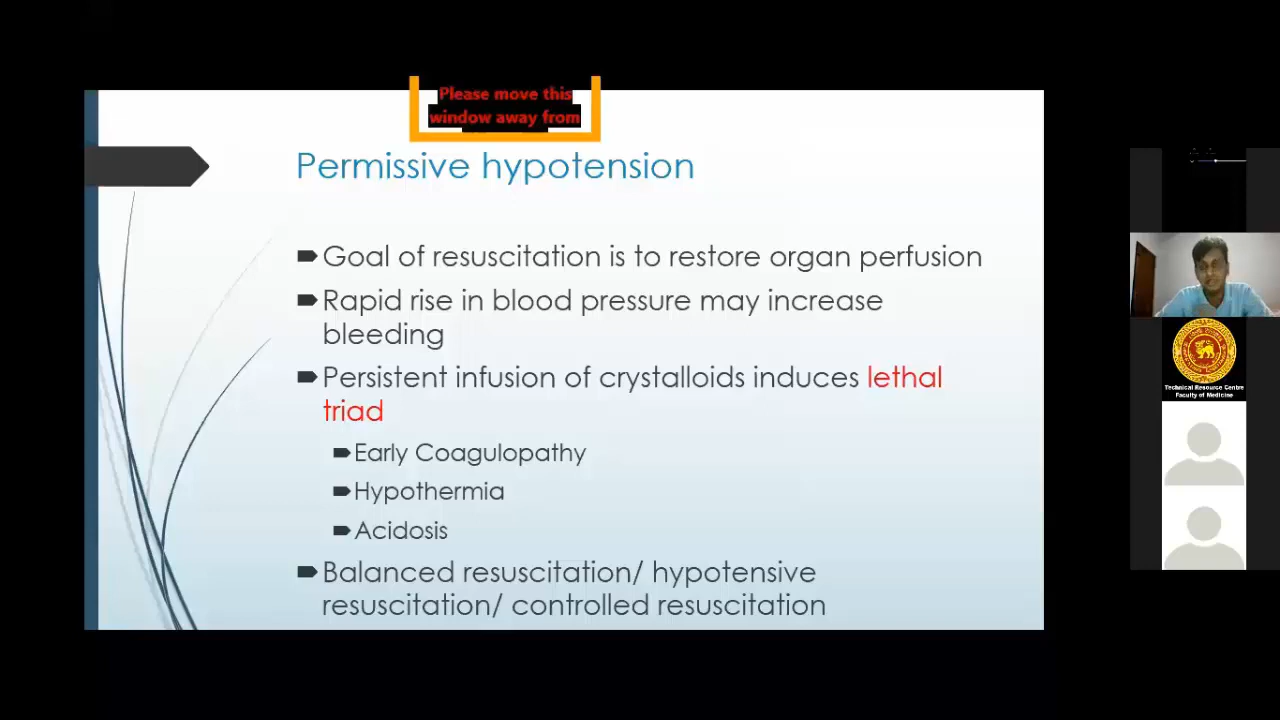 Please move this
window away from
Permissive hypotension
Goal of resuscitation is to restore organ perfusion
Rapid rise in blood pressure may increase
bleeding
Persistent infusion of crystalloids induces lethal
triad
Early Coagulopathy
Hypothermia
Acidosis
Balanced resuscitation/ hypotensive
resuscitation/ controlled resuscitation
Technical Resource Centre
Faculty of Medicine